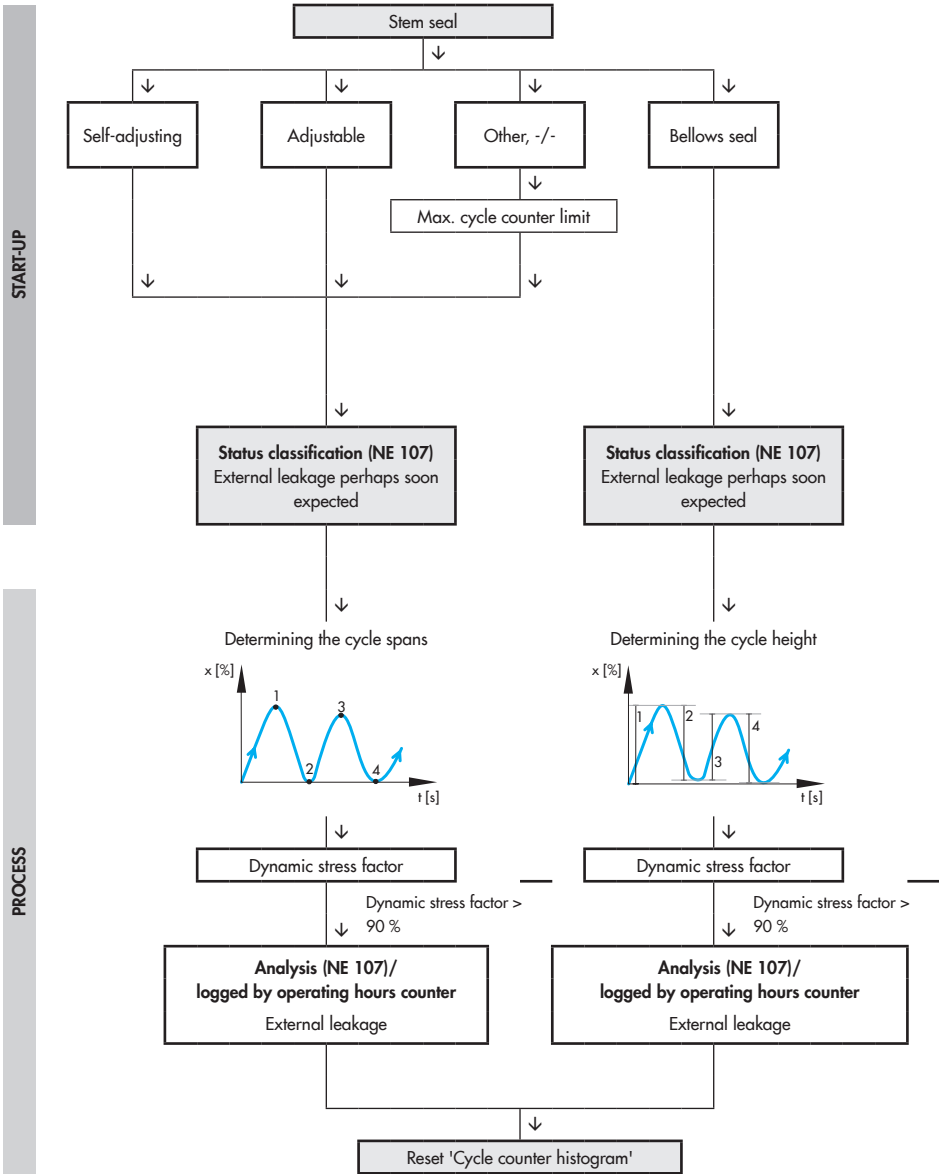 START-UP
Stem seal
Self-adjusting
Adjustable
Other, -/-
Bellows seal
Max. cycle counter limit
Status classification (NE 107)
External leakage perhaps soon
expected
Status classification (NE 107)
External leakage perhaps soon
expected
PROCESS
Determining the cycle spans
x [%]
1
2
3
4
t [s]
Determining the cycle height
x [%]
1
2
3
4
t [s]
Dynamic stress factor
Dynamic stress factor
Dynamic stress factor >
90 %
Dynamic stress factor >
90 %
Analysis (NE 107)/
logged by operating hours counter
External leakage
Analysis (NE 107)/
logged by operating hours counter
External leakage
Reset 'Cycle counter histogram'